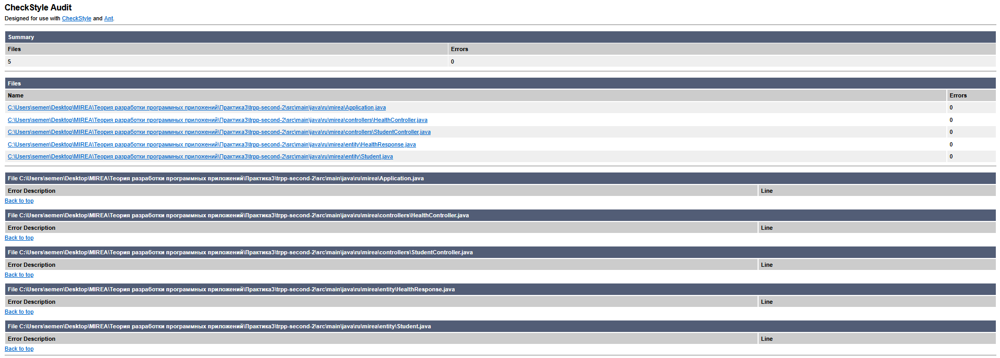 CheckStyle Audit
Designed for use with CheckStyle and Ant.
Summary
Files Errors
5 0
Files
Name Errors
C:\Users\semen\Desktop\MIREA\Теория разработки программных приложений\Практика3\trpp-second-2\src\main\java\ru\mirea\Application.java 0
C:\Users\semen\Desktop\MIREA\Теория разработки программных приложений\Практика3\trpp-second-2\src\main\java\ru\mirea\controllers\HealthController.java 0
C:\Users\semen\Desktop\MIREA\Теория разработки программных приложений\Практика3\trpp-second-2\src\main\java\ru\mirea\controllers\StudentController.java 0
C:\Users\semen\Desktop\MIREA\Теория разработки программных приложений\Практика3\trpp-second-2\src\main\java\ru\mirea\entity\HealthResponse.java 0
C:\Users\semen\Desktop\MIREA\Теория разработки программных приложений\Практика3\trpp-second-2\src\main\java\ru\mirea\entity\Student.java 0
File C:\Users\semen\Desktop\MIREA\Теория разработки программных приложений\Практика3\trpp-second-2\src\main\java\ru\mirea\Application.java
Error Description Line
Back to top
File C:\Users\semen\Desktop\MIREA\Теория разработки программных приложений\Практика3\trpp-second-2\src\main\java\ru\mirea\controllers\HealthController.java
Error Description Line
Back to top
File C:\Users\semen\Desktop\MIREA\Теория разработки программных приложений\Практика3\trpp-second-2\src\main\java\ru\mirea\controllers\StudentController.java
Error Description Line
Back to top
File C:\Users\semen\Desktop\MIREA\Теория разработки программных приложений\Практика3\trpp-second-2\src\main\java\ru\mirea\entity\HealthResponse.java
Error Description Line
Back to top
File C:\Users\semen\Desktop\MIREA\Теория разработки программных приложений\Практика3\trpp-second-2\src\main\java\ru\mirea\entity\Student.java
Error Description Line
Back to top